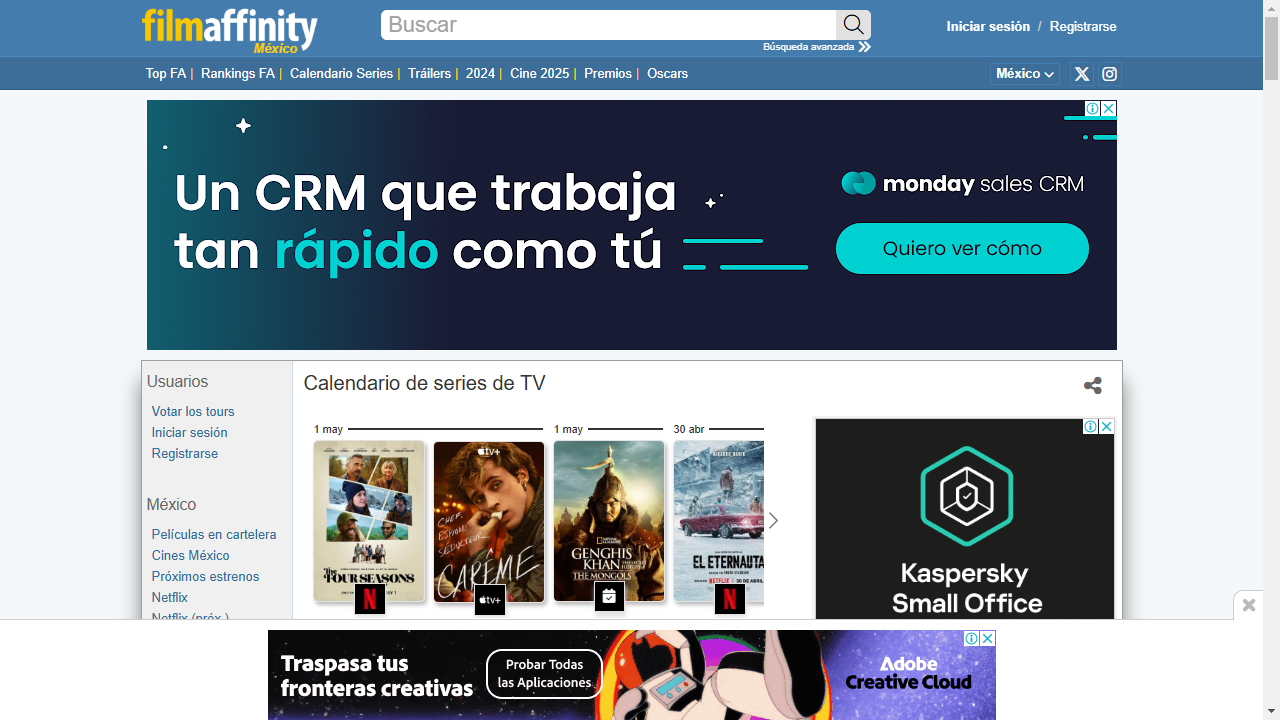 filmaffinity
México
Buscar
Búsqueda avanzada
Iniciar sesión / Registrarse
Top FA | Rankings FA | Calendario Series | Tráilers | 2024 | Cine 2025 | Premios | Oscars
México
Un CRM que trabaja
tan rápido como tú
monday sales CRM
Quiero ver cómo
Usuarios
Votar los tours
Iniciar sesión
Registrarse
México
Películas en cartelera
Cines México
Próximos estrenos
Netflix
Netflix (próx.)
Calendario de series de TV
1 may
1 may
30 abr
The
FOUR SEASONS
tv+
CHEF.
ESPION.
SÉDUCTEUR.
CARÊME
tv+
NATIONAL GEOGRAPHIC
GENGHIS
KHAN
THE MONGOLS
RICARDO DARÍN
EL ETERNAUTA
NETFLIX | 30 DE ABRIL
N
N
Kaspersky
Small Office
Traspasa tus
fronteras creativas
Probar Todas
las Aplicaciones
Adobe
Creative Cloud